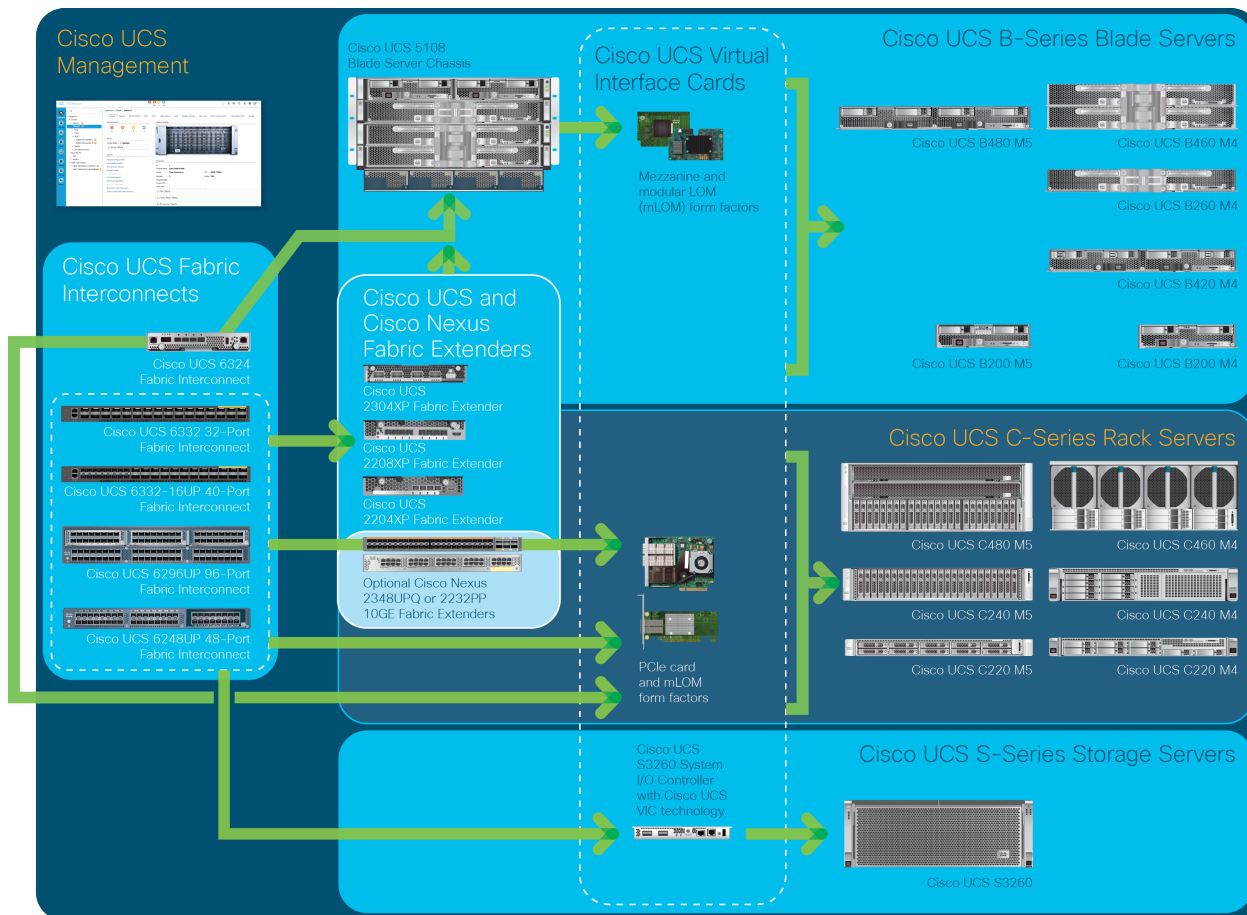 Cisco UCS
Management
Cisco UCS 5108
Blade Server Chassis
Cisco UCS Virtual
Interface Cards
Mezzanine and
modular LOM
(mLOM) form factors
Cisco UCS B-Series Blade Servers
Cisco UCS B480 M5
Cisco UCS B460 M4
Cisco UCS B260 M4
Cisco UCS B420 M4
Cisco UCS B200 M5
Cisco UCS B200 M4
Cisco UCS Fabric
Interconnects
Cisco UCS 6324
Fabric Interconnect
Cisco UCS 6332 32-Port
Fabric Interconnect
Cisco UCS 6332-16UP 40-Port
Fabric Interconnect
Cisco UCS 6296UP 96-Port
Fabric Interconnect
Cisco UCS 6248UP 48-Port
Fabric Interconnect
Cisco UCS and
Cisco Nexus
Fabric Extenders
Cisco UCS
2304XP Fabric Extender
Cisco UCS
2208XP Fabric Extender
Cisco UCS
2204XP Fabric Extender
Optional Cisco Nexus
2348UPQ or 2232PP
10GE Fabric Extenders
PCIe card
and mLOM
form factors
Cisco UCS C-Series Rack Servers
Cisco UCS C480 M5
Cisco UCS C460 M4
Cisco UCS C240 M5
Cisco UCS C240 M4
Cisco UCS C220 M5
Cisco UCS C220 M4
Cisco UCS
S3260 System
I/O Controller
with Cisco UCS
VIC technology
Cisco UCS S-Series Storage Servers
Cisco UCS S3260